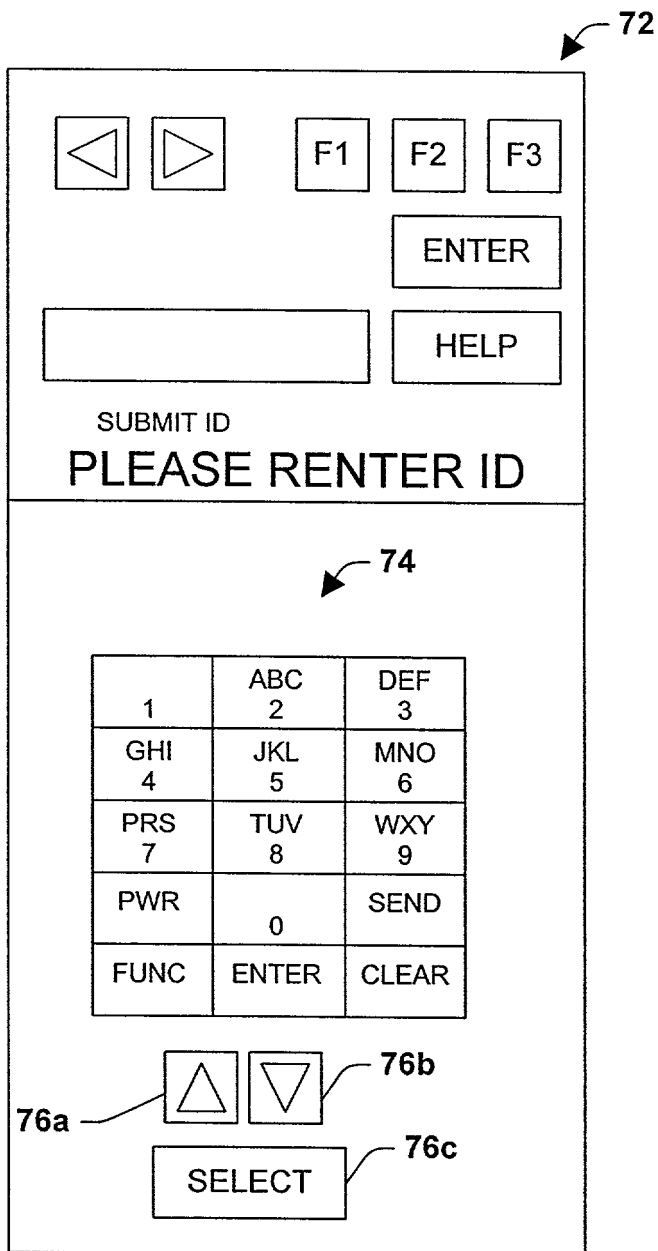 72
F1 F2 F3
ENTER
HELP
SUBMIT ID
PLEASE RENTER ID
74
ABC DEF
1 2 3
GHI JKL MNO
4 5 6
PRS TUV WXY
7 8 9
PWR SEND
0
FUNC ENTER CLEAR
76b
76a
76c
SELECT